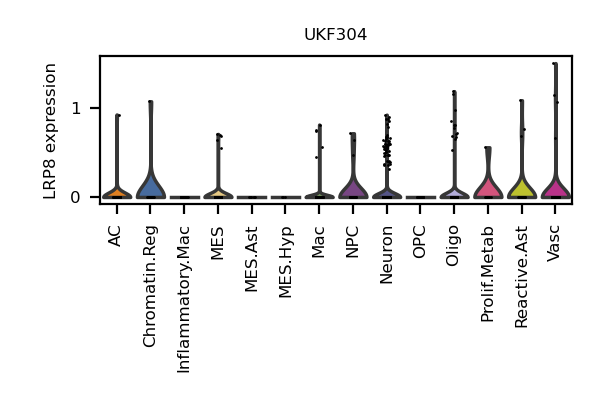 UKF304
LRP8 expression
1
0
AC
Chromatin.Reg
Inflammatory.Mac
MES
MES.Ast
MES.Hyp
Mac
NPC
Neuron
OPC
Oligo
Prolif.Metab
Reactive.Ast
Vasc